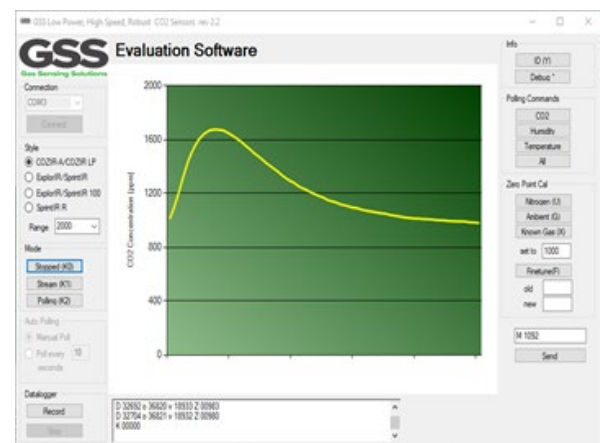 GSS Low Power, High Speed, Robust CO2 Sensors rev 2.2
GSS
Gas Sensing Solutions
Evaluation Software
Connection
COM3
Connect
Style
COZIR-A/COZIR LP
ExplorIR/SprintIR
ExplorIR/SprintIR 100
SprintIR R
Range 2000
Mode
Stopped (K0)
Stream (K1)
Polling (K2)
Auto Polling
Manual Poll
Poll every 10
seconds
Datalogger
Record
Stop
CO2 Concentration [ppm]
2000
1600
1200
800
400
0
D 32692 o 36820 v 18933 Z 00983
D 32704 o 36821 v 18932 Z 00980
K 00000
Info
ID (Y)
Debug *
Polling Commands
CO2
Humidity
Temperature
All
Zero Point Cal
Nitrogen (U)
Ambient (G)
Known Gas (X)
set to 1000
Finetune(F)
old
new
M 1092
Send